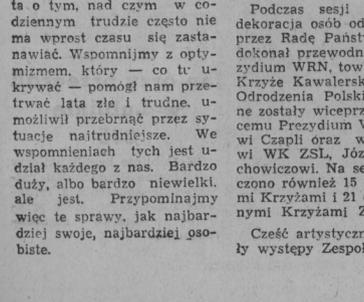 ta o tym, nad czym w co-
dziennym trudzie często nie
ma wprost czasu się zasta-
nawiać. Wspomnijmy z opty-
mizmem, który — co tu u-
krywać — pomógł nam prze-
trwać lata złe i trudne, u-
możliwił przebrnąć przez sy-
tuacje najtrudniejsze. We
wspomnieniach tych jest u-
dział każdego z nas. Bardzo
duży, albo bardzo niewielki,
ale jest. Przypominajmy
więc te sprawy, jak najbar-
dziej swoje, najbardziej oso-
biste.
Podczas sesji
dekoracja osób od
przez Radę Państ
dokonał przewodn
zydium WRN, tow
Krzyże Kawalersk
Odrodzenia Polski
ne zostały wiceprz
cemu Prezydium W
wi Czapli oraz w
wi WK ZSL, Józ
chowiczowi. Na se
czono również 15
mi Krzyżami i 21
nymi Krzyżami Z
Cześć artystyczn
ły występy Zespo